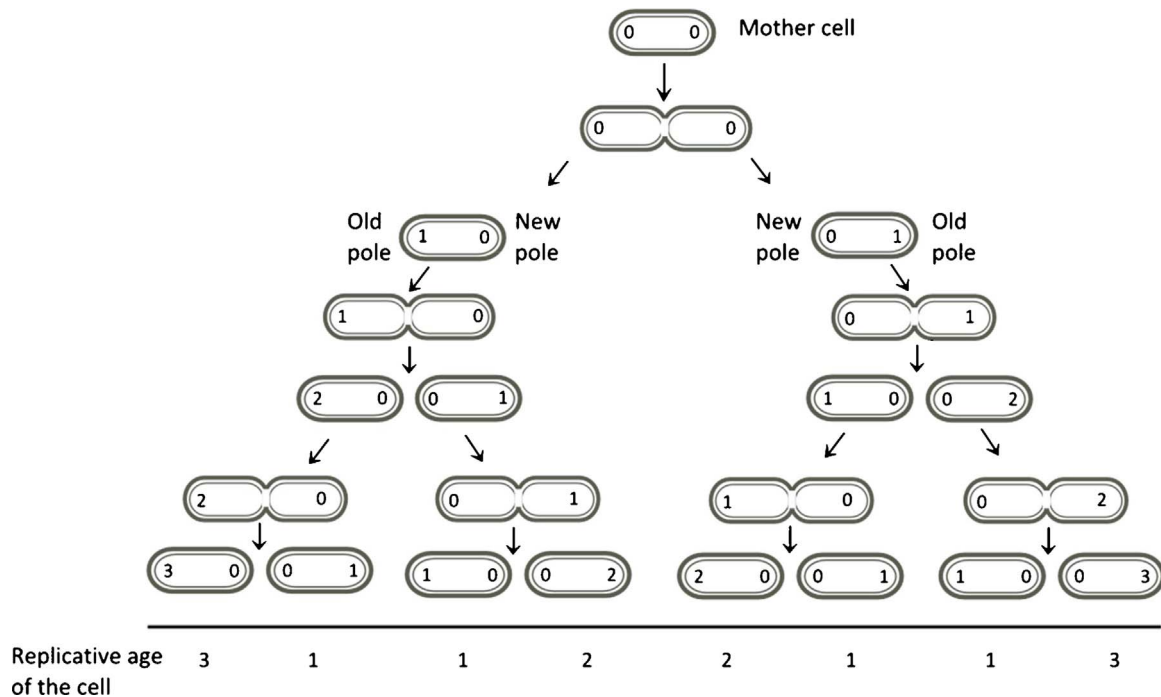 0 0 Mother cell
0 0
Old pole 1 0 New pole
New pole 0 1 Old pole
1 0 0 1
2 0 0 1 1 0 0 2
2 0 0 1 1 0 0 2
3 0 0 1 1 0 0 2 2 0 0 1 1 0 0 3
Replicative age of the cell 3 1 1 2 2 1 1 3